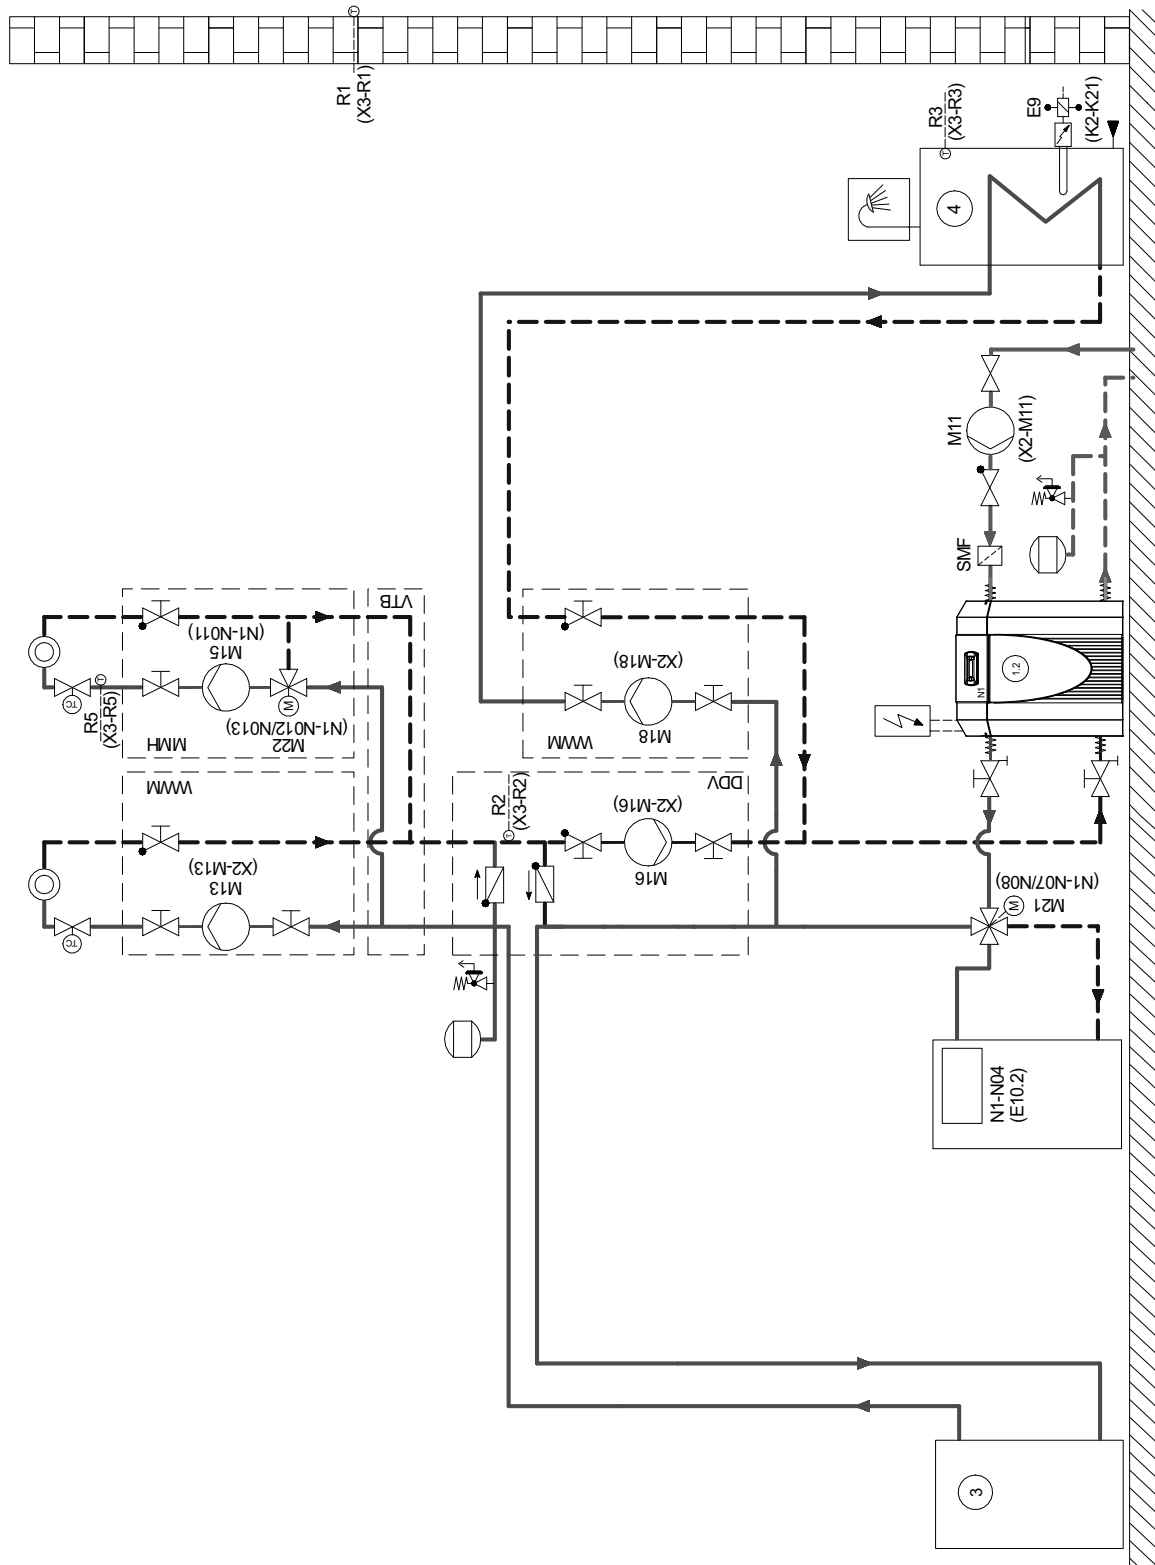 R1
(X3-R1)
E9
(K2-K21)
R3
(X3-R3)
T
T
4
M11
(X2-M11)
SMF
N1
1.2
VTB
(N1-N011)
M15
T
R5
(X3-R5)
TC
M
M22
(N1-N012/N013)
MMH
WWM
(X2-M13)
M13
TC
(X2-M18)
M18
WWM
DDV
R2
(X3-R2)
T
(X2-M16)
M16
M
M21
(N1-N07/N08)
N1-N04
(E10.2)
3